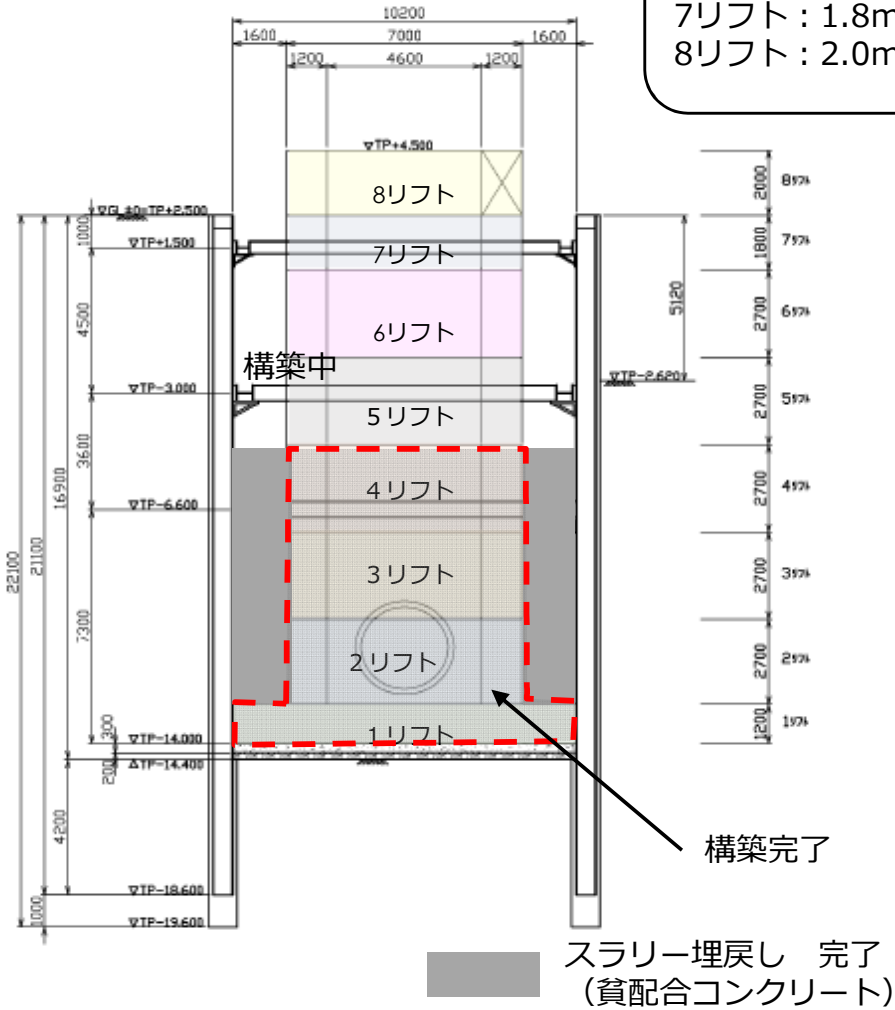 7リフト：1.8m
8リフト：2.0m
10200
1600
7000
1600
1200
4600
1200
▽TP+4.500
8リフト
2000
8リフト
▽GL ±0=TP+2.500
1000
▽TP+1.500
7リフト
1800
7リフト
5120
4500
6リフト
2700
6リフト
構築中
▽TP-3.000
▽TP-2.620
5リフト
2700
5リフト
3600
16900
4リフト
2700
4リフト
▽TP-6.600
22100
21100
3リフト
2700
3リフト
7300
2リフト
2700
2リフト
1リフト
1200
1リフト
300
▽TP-14.000
200
△TP-14.400
4200
構築完了
▽TP-18.600
1000
▽TP-19.600
スラリー埋戻し　完了
（貧配合コンクリート）